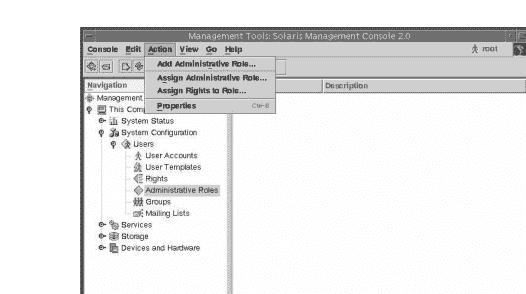 Management Tools: Solaris Management Console 2.0
Console Edit Action View Go Help root
Add Administrative Role...
Assign Administrative Role...
Assign Rights to Role...
Properties
Navigation
Description
Management
This Comp
System Status
System Configuration
Users
User Accounts
User Templates
Rights
Administrative Roles
Groups
Mailing Lists
Services
Storage
Devices and Hardware